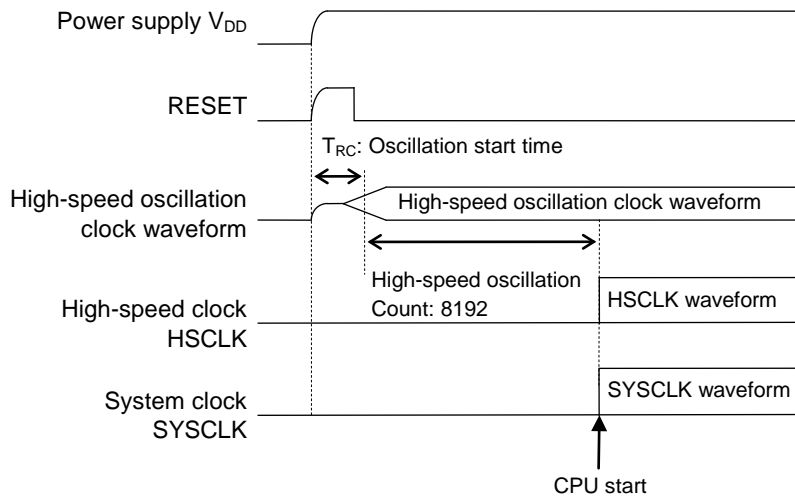 Power supply VDD
RESET
TRC: Oscillation start time
High-speed oscillation
clock waveform
High-speed oscillation clock waveform
High-speed oscillation
Count: 8192
High-speed clock
HSCLK
HSCLK waveform
System clock
SYSCLK
SYSCLK waveform
CPU start